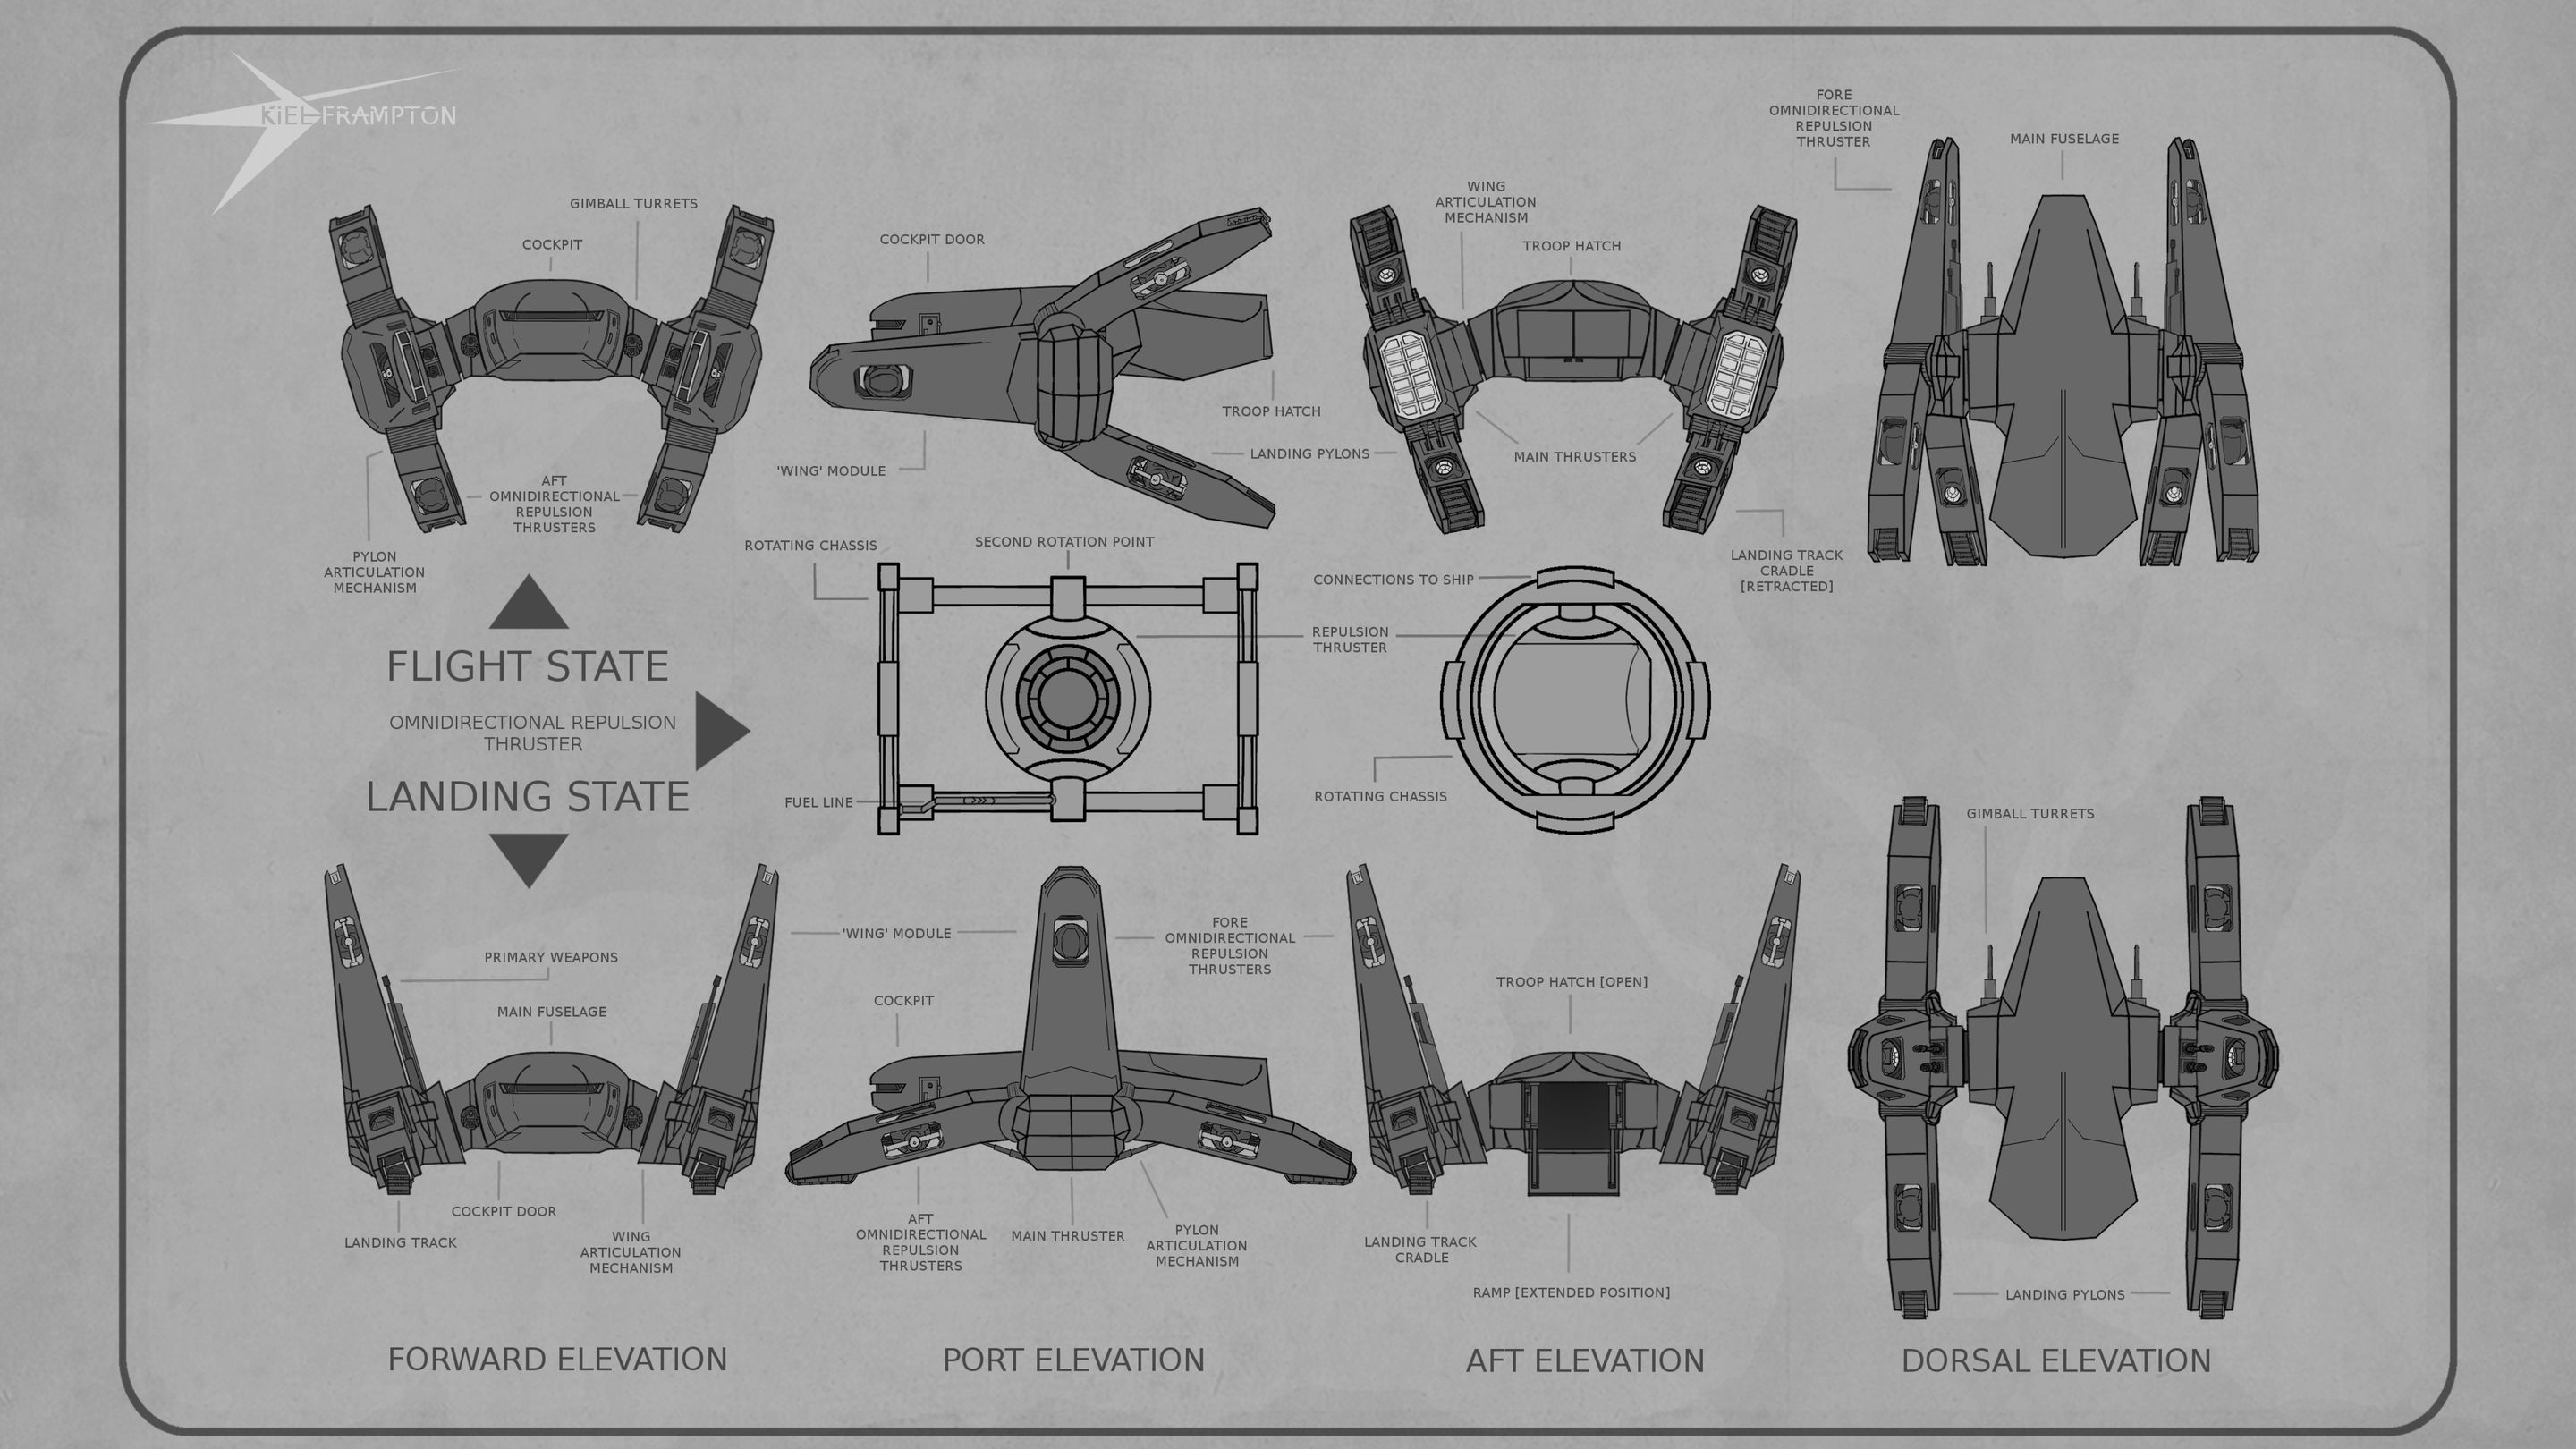 KiEL FRAMPTON
GIMBALL TURRETS
COCKPIT
PYLON
ARTICULATION
MECHANISM
AFT
OMNIDIRECTIONAL
REPULSION
THRUSTERS
COCKPIT DOOR
'WING' MODULE
TROOP HATCH
LANDING PYLONS
WING
ARTICULATION
MECHANISM
TROOP HATCH
MAIN THRUSTERS
LANDING TRACK
CRADLE
[RETRACTED]
FORE
OMNIDIRECTIONAL
REPULSION
THRUSTER
MAIN FUSELAGE
FLIGHT STATE
OMNIDIRECTIONAL REPULSION
THRUSTER
LANDING STATE
ROTATING CHASSIS
SECOND ROTATION POINT
FUEL LINE
CONNECTIONS TO SHIP
REPULSION
THRUSTER
ROTATING CHASSIS
PRIMARY WEAPONS
MAIN FUSELAGE
COCKPIT DOOR
LANDING TRACK
WING
ARTICULATION
MECHANISM
'WING' MODULE
COCKPIT
FORE
OMNIDIRECTIONAL
REPULSION
THRUSTERS
AFT
OMNIDIRECTIONAL
REPULSION
THRUSTERS
MAIN THRUSTER
PYLON
ARTICULATION
MECHANISM
TROOP HATCH [OPEN]
LANDING TRACK
CRADLE
RAMP [EXTENDED POSITION]
GIMBALL TURRETS
LANDING PYLONS
FORWARD ELEVATION
PORT ELEVATION
AFT ELEVATION
DORSAL ELEVATION